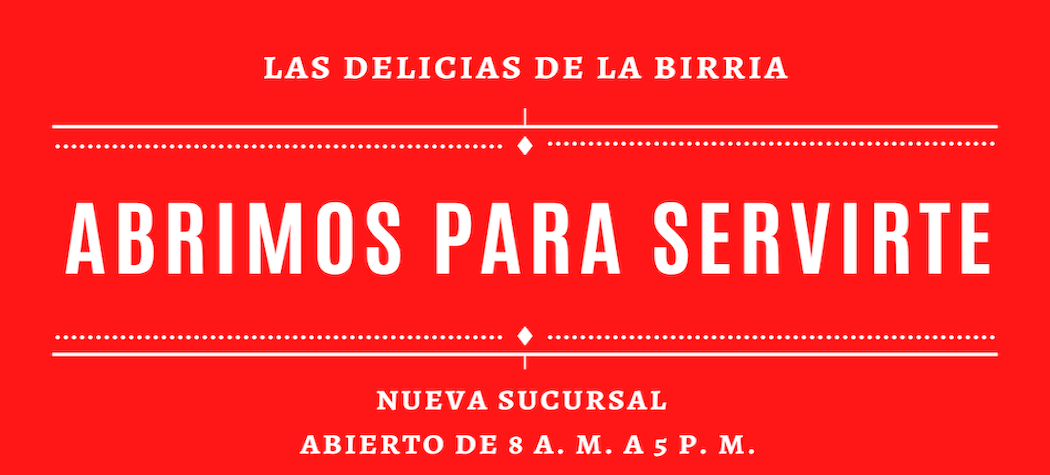 LAS DELICIAS DE LA BIRRIA
ABRIMOS PARA SERVIRTE
NUEVA SUCURSAL
ABIERTO DE 8 A. M. A 5 P. M.